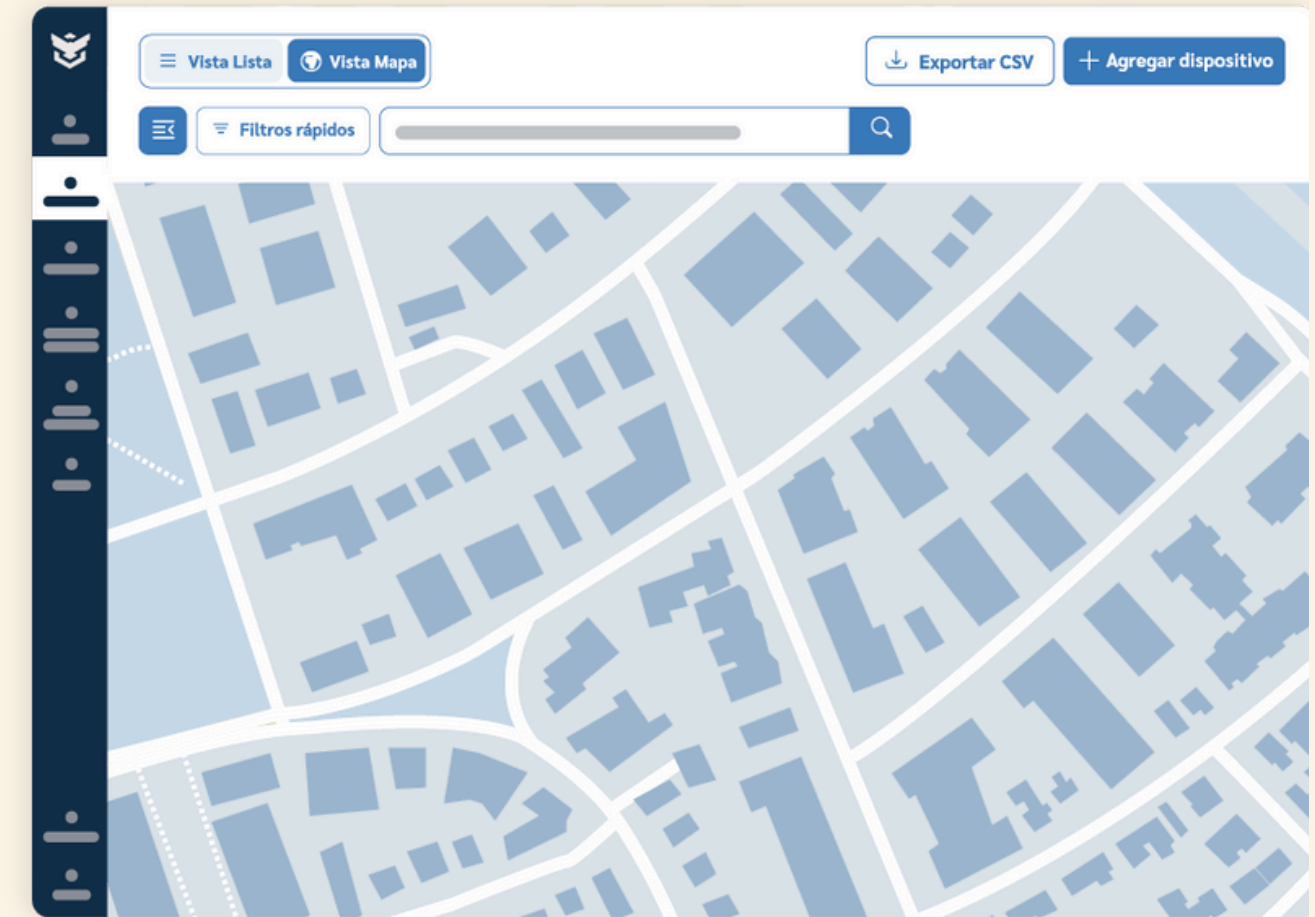 Vista Lista
Vista Mapa
Exportar CSV
Agregar dispositivo
Filtros rápidos